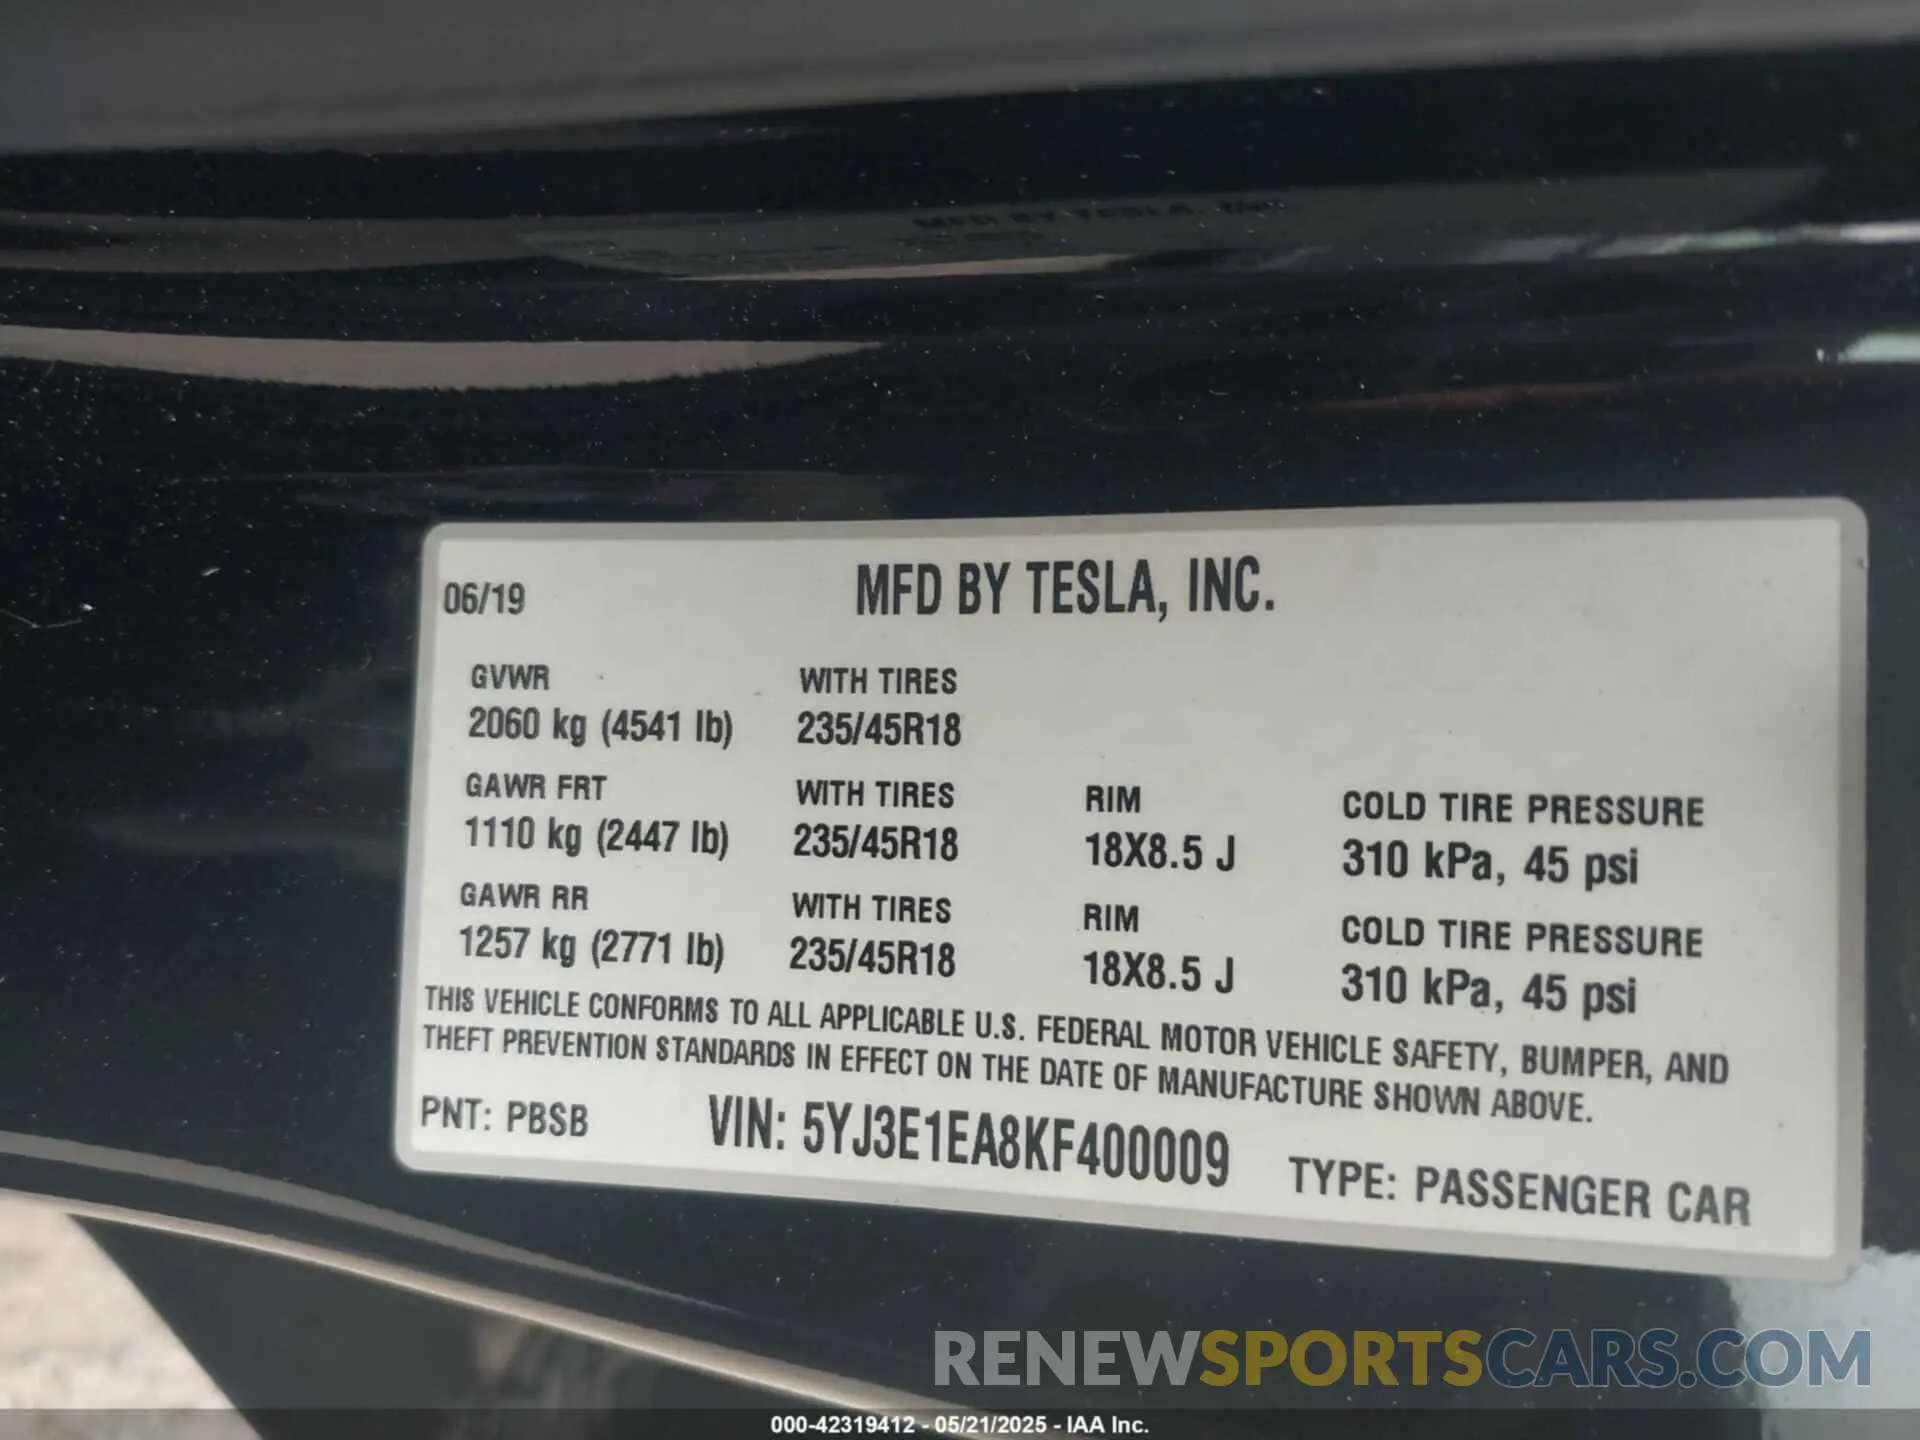 MFD BY TESLA, INC.
06/19
MFD BY TESLA, INC.
GVWR WITH TIRES
2060 kg (4541 lb) 235/45R18
GAWR FRT WITH TIRES RIM COLD TIRE PRESSURE
1110 kg (2447 lb) 235/45R18 18X8.5 J 310 kPa, 45 psi
GAWR RR WITH TIRES RIM COLD TIRE PRESSURE
1257 kg (2771 lb) 235/45R18 18X8.5 J 310 kPa, 45 psi
THIS VEHICLE CONFORMS TO ALL APPLICABLE U.S. FEDERAL MOTOR VEHICLE SAFETY, BUMPER, AND
THEFT PREVENTION STANDARDS IN EFFECT ON THE DATE OF MANUFACTURE SHOWN ABOVE.
PNT: PBSB VIN: 5YJ3E1EA8KF400009 TYPE: PASSENGER CAR
RENEWSPORTSCARS.COM
000-42319412 - 05/21/2025 - IAA Inc.